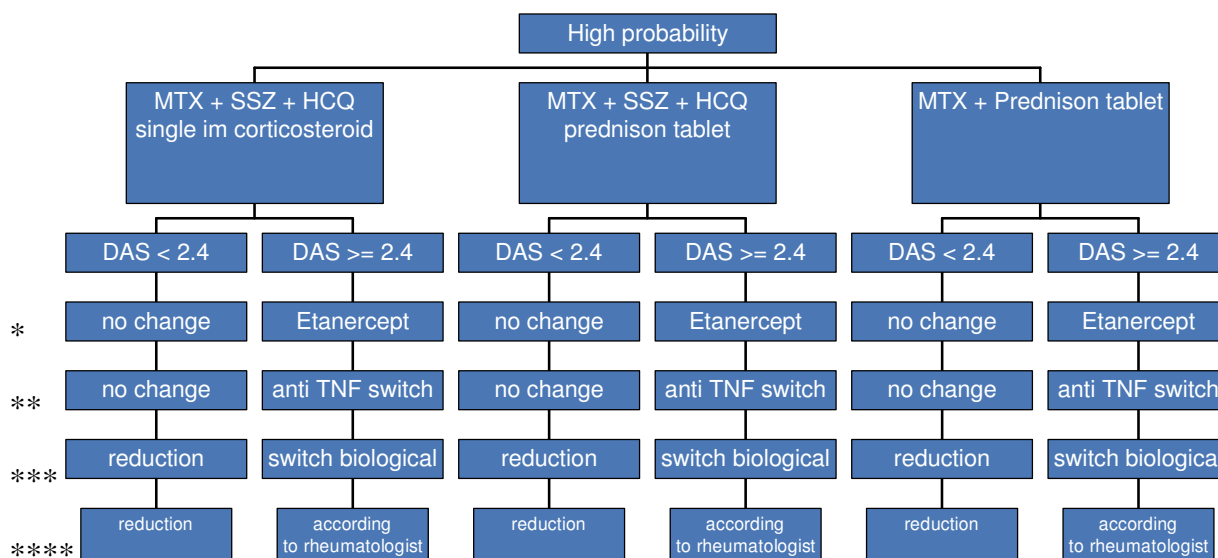 High probability
MTX + SSZ + HCQ
single im corticosteroid
MTX + SSZ + HCQ
prednison tablet
MTX + Prednison tablet
DAS < 2.4
DAS >= 2.4
DAS < 2.4
DAS >= 2.4
DAS < 2.4
DAS >= 2.4
*
no change
Etanercept
no change
Etanercept
no change
Etanercept
**
no change
anti TNF switch
no change
anti TNF switch
no change
anti TNF switch
***
reduction
switch biological
reduction
switch biological
reduction
switch biological
****
reduction
according
to rheumatologist
reduction
according
to rheumatologist
reduction
according
to rheumatologist